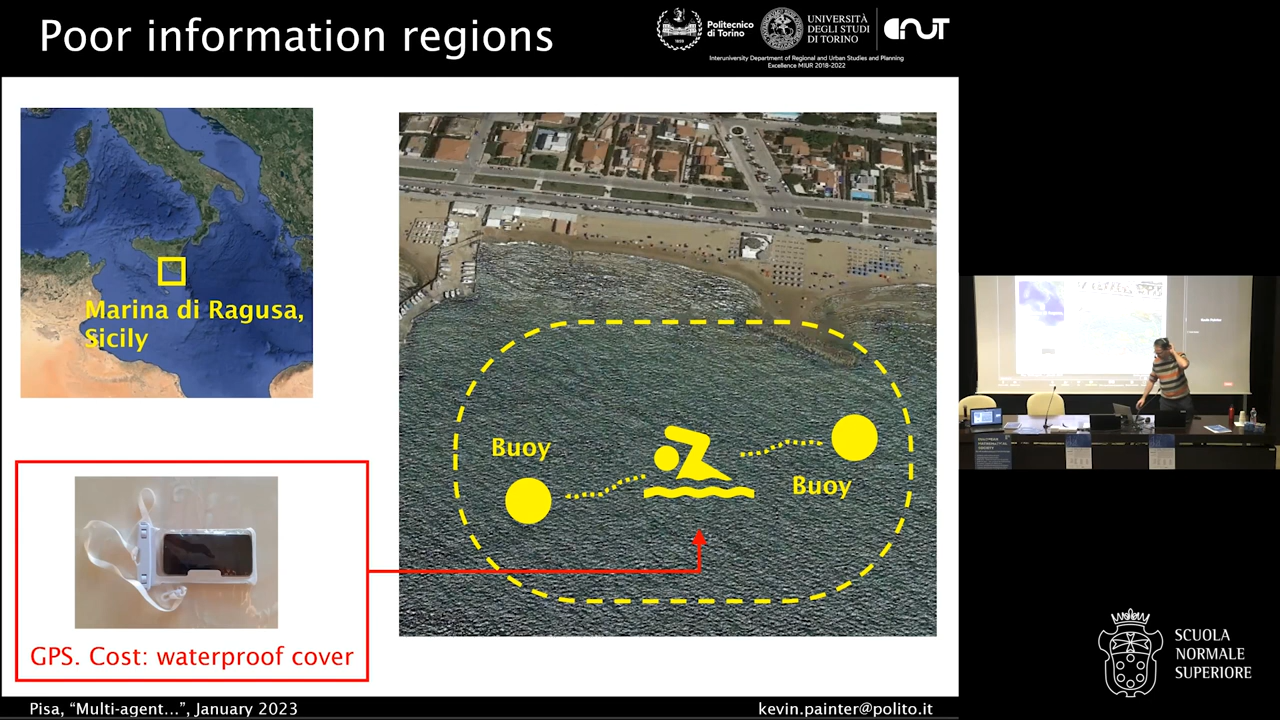 Poor information regions
Politecnico
di Torino
UNIVERSITÀ
DEGLI STUDI
DI TORINO
Interuniversity Department of Regional and Urban Studies and Planning
Excellence MIUR 2018-2022
Marina di Ragusa,
Sicily
Buoy
Buoy
GPS. Cost: waterproof cover
Pisa, “Multi-agent...”, January 2023
kevin.painter@polito.it
SCUOLA
NORMALE
SUPERIORE